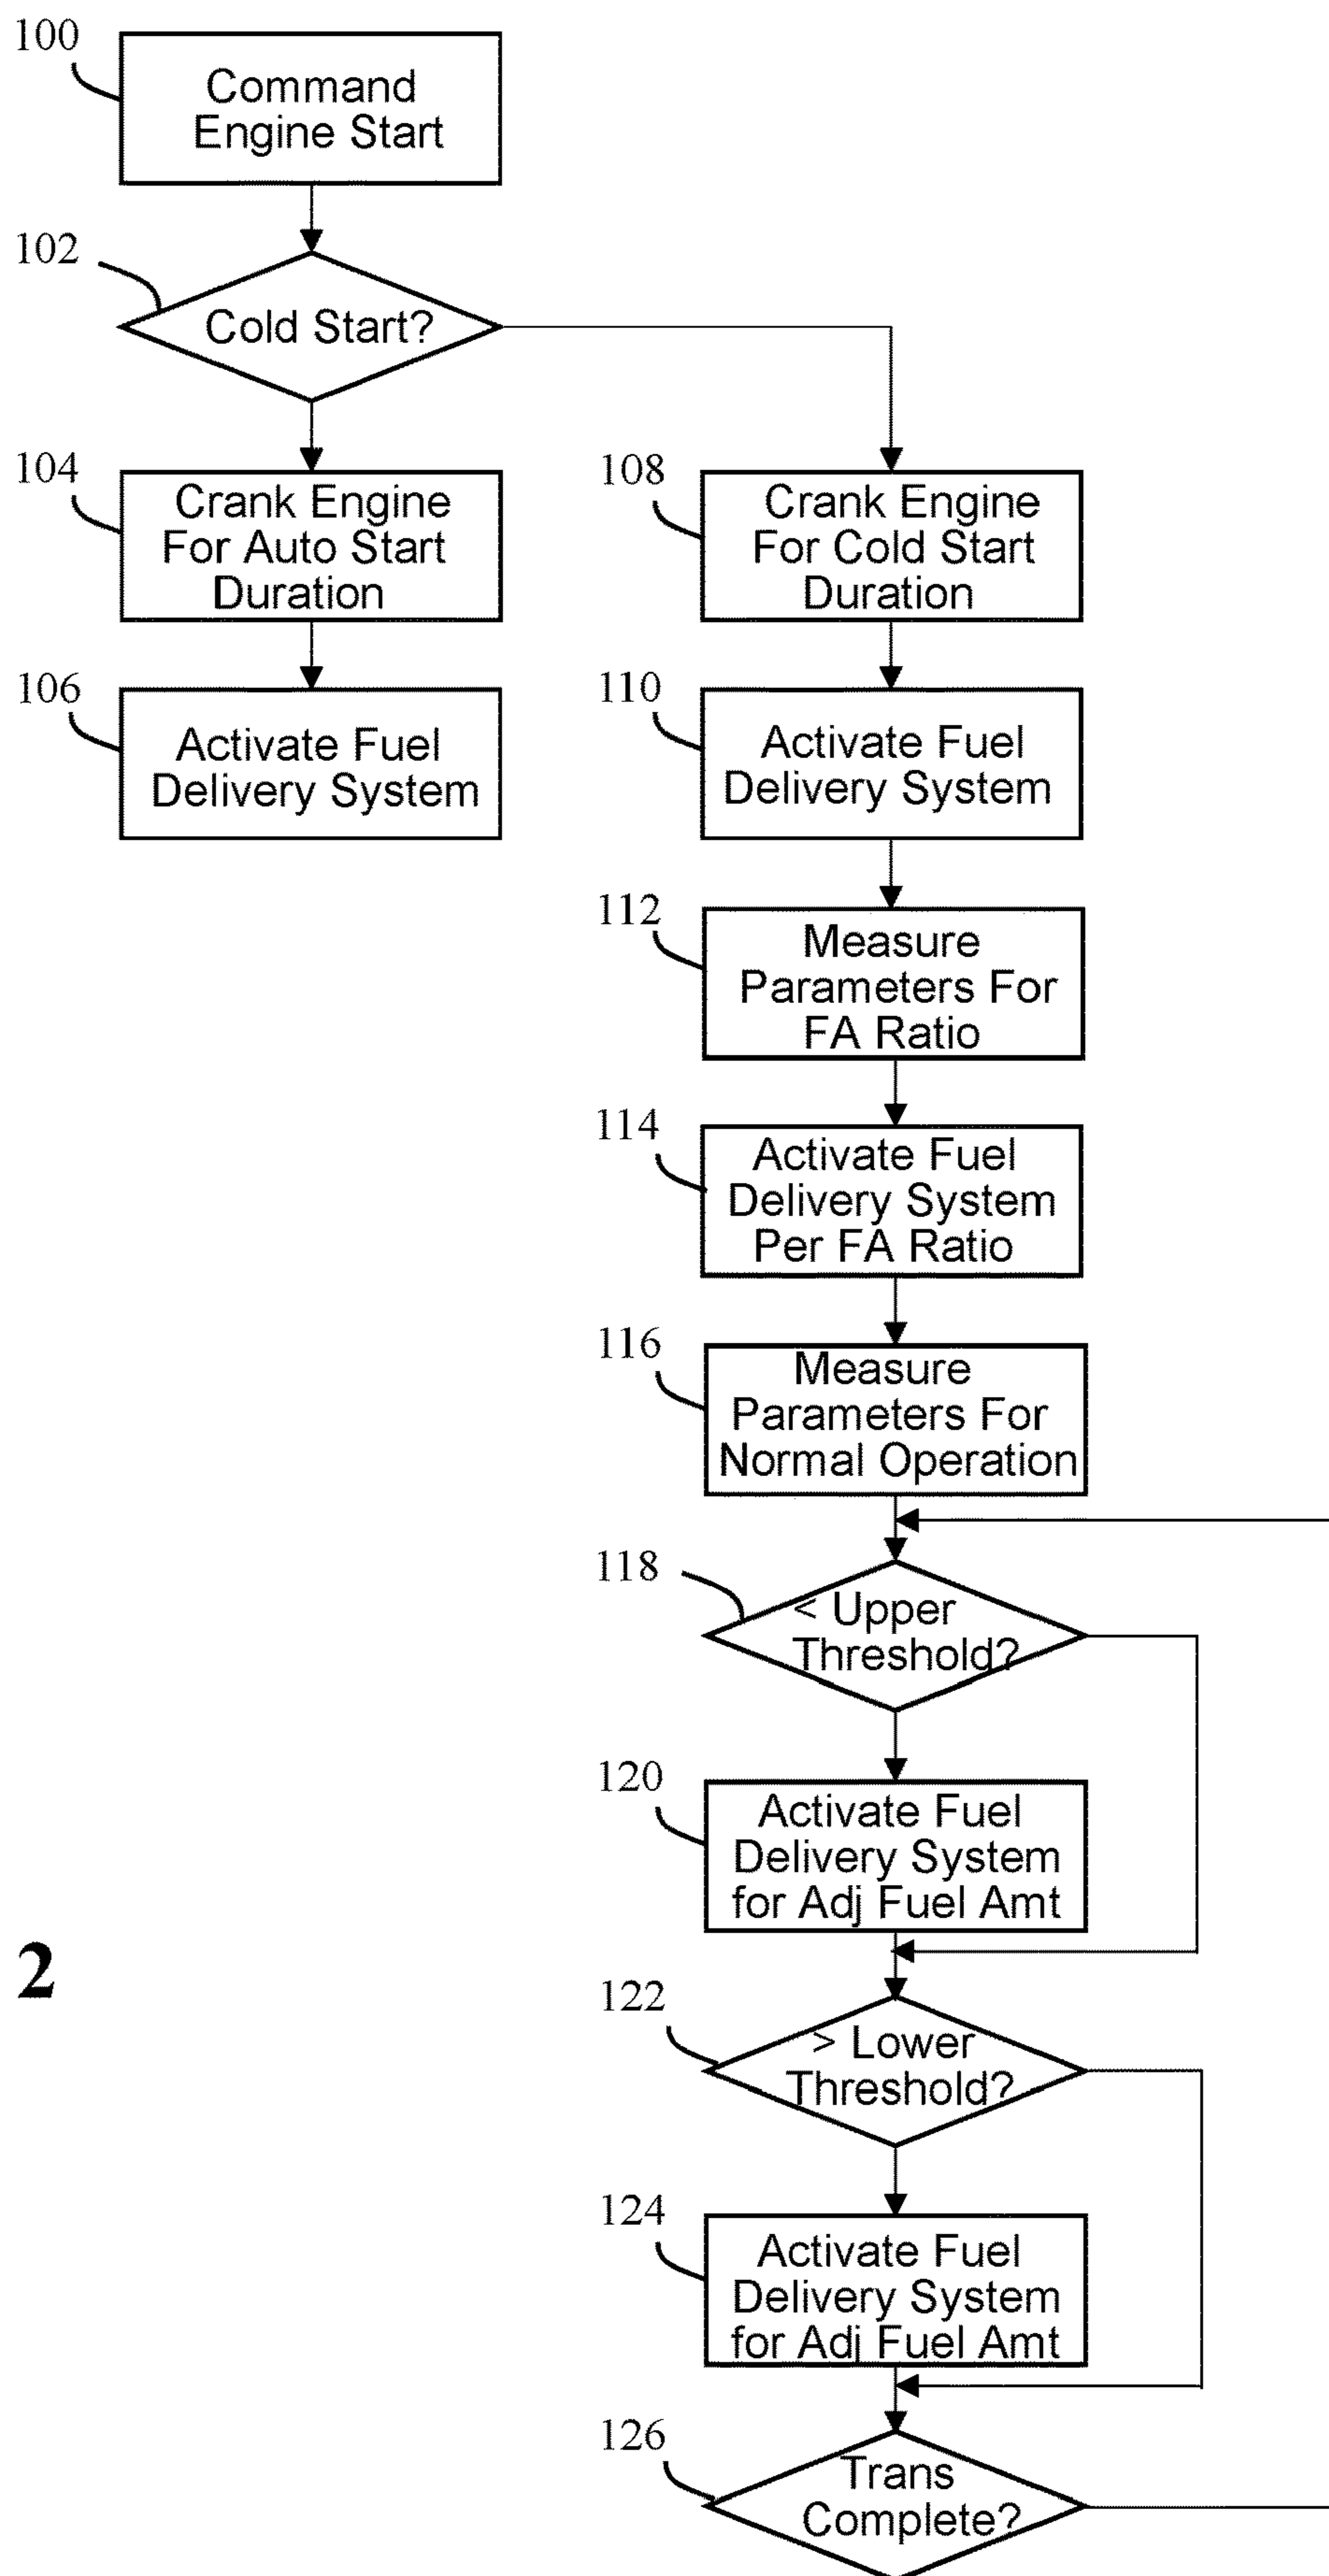 100
Command
Engine Start
102
Cold Start?
104
Crank Engine
For Auto Start
Duration
106
Activate Fuel
Delivery System
108
Crank Engine
For Cold Start
Duration
110
Activate Fuel
Delivery System
112
Measure
Parameters For
FA Ratio
114
Activate Fuel
Delivery System
Per FA Ratio
116
Measure
Parameters For
Normal Operation
118
< Upper
Threshold?
120
Activate Fuel
Delivery System
for Adj Fuel Amt
2
122
> Lower
Threshold?
124
Activate Fuel
Delivery System
for Adj Fuel Amt
126
Trans
Complete?